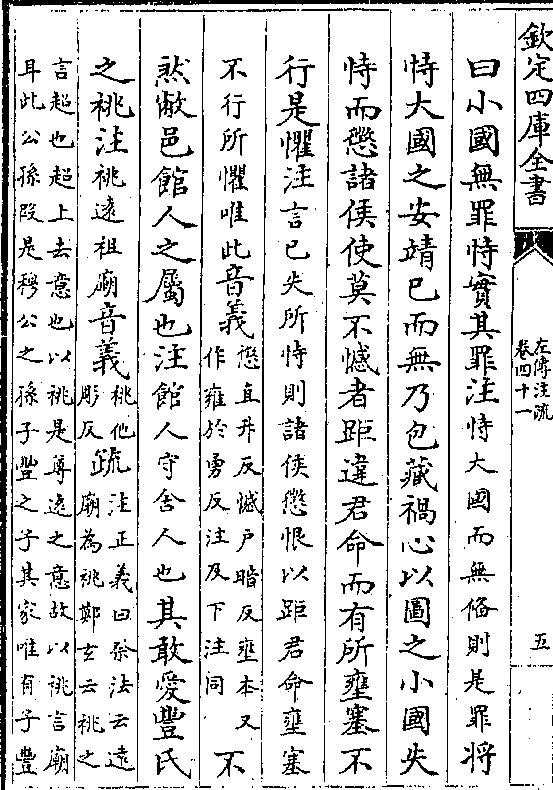 欽定四庫全書
左傳注疏
卷四十一
五
曰小國無罪恃實其罪注恃大國而無備則是罪將
恃大國之安靖已而無乃包藏禍心以圖之小國失
恃而懲諸侯使莫不憾者距違君命而有所壅塞不
行是懼注言已失所恃則諸侯懲恨以距君命壅塞
不行所懼唯此音義
懲直升反憾户暗反壅本又
作雍於勇反注及下注同
不
然敝邑館人之屬也注館人守舍人也其敢愛豐氏
之祧注祧遠祖廟音義
祧他
彫反
疏
注正義曰祭法云遠
廟為祧鄭玄云祧之
言超也超上去意也以祧是尊遠之意故以祧言廟
耳此公孫段是穆公之孫子豐之子其家唯有子豐